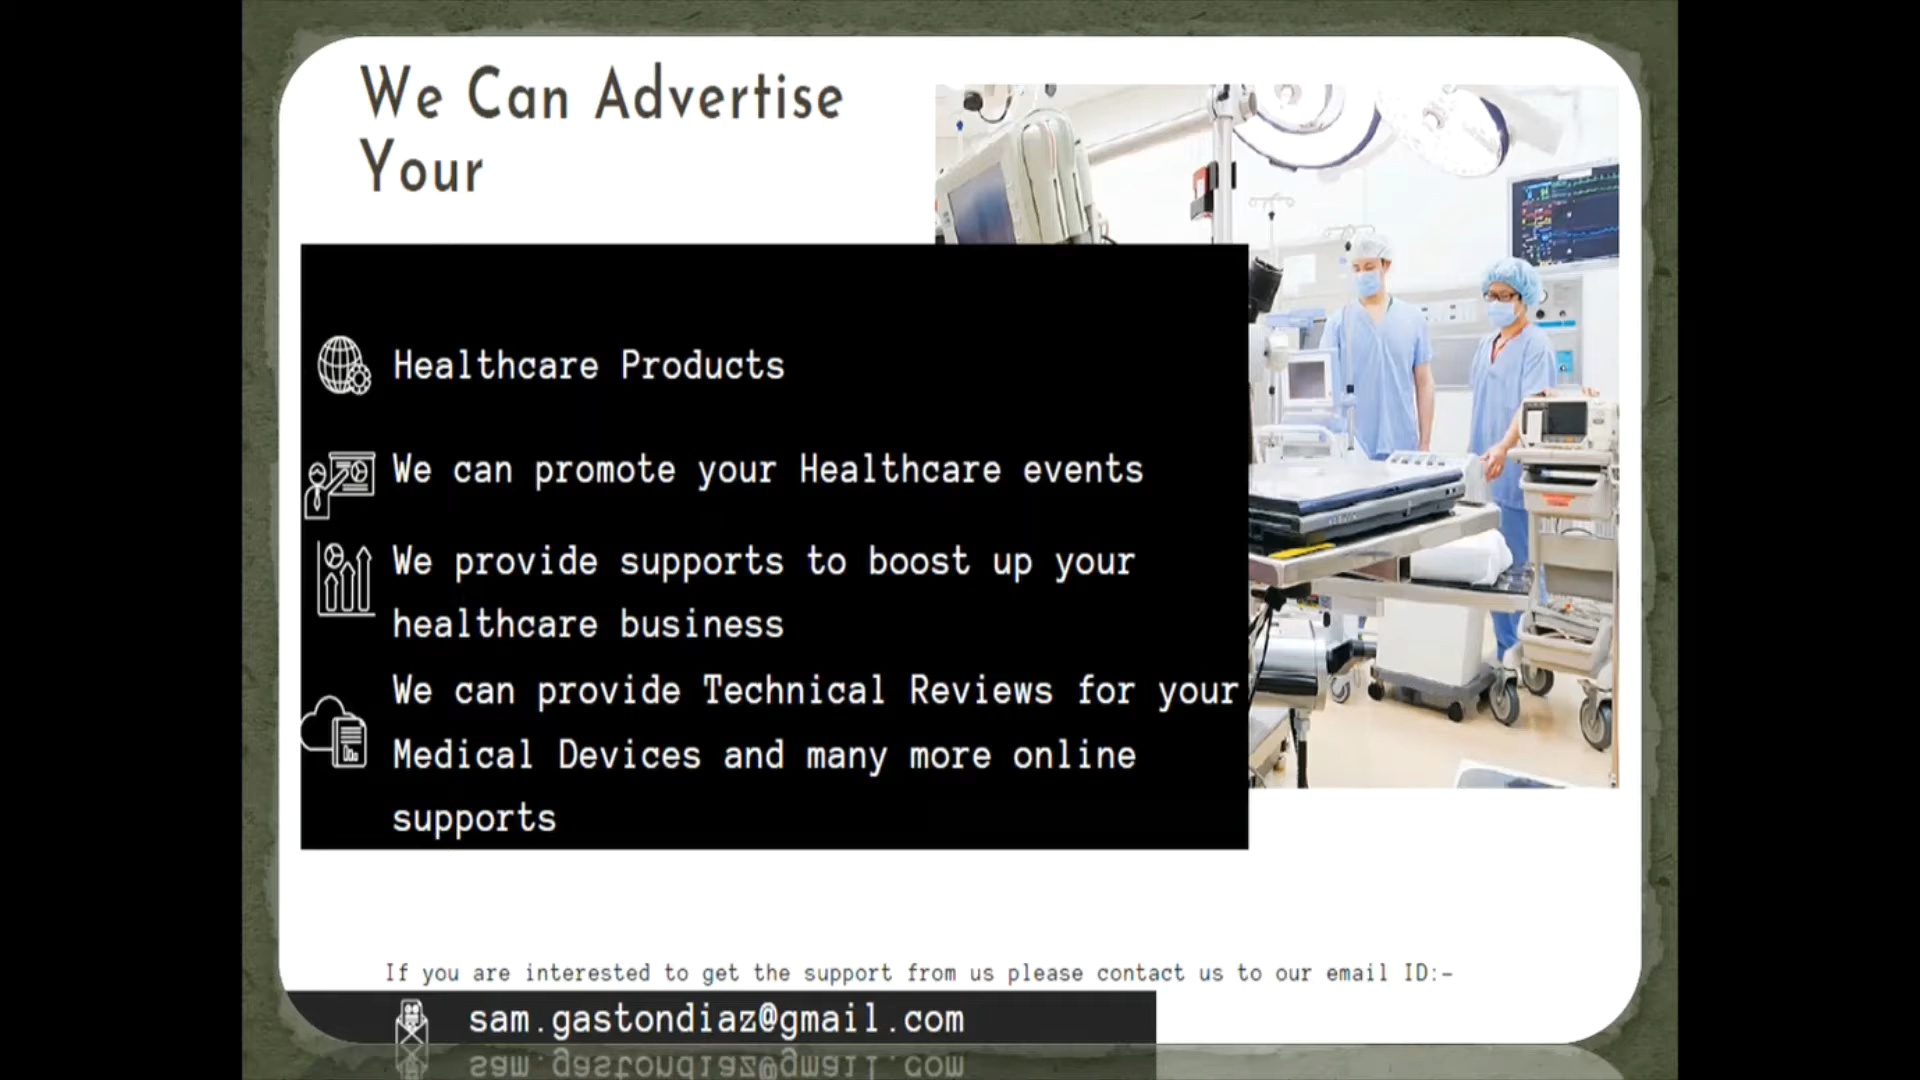 We Can Advertise
Your
Healthcare Products
We can promote your Healthcare events
We provide supports to boost up your
healthcare business
We can provide Technical Reviews for your
Medical Devices and many more online
supports
If you are interested to get the support from us please contact us to our email ID:-
sam.gastondiaz@gmail.com